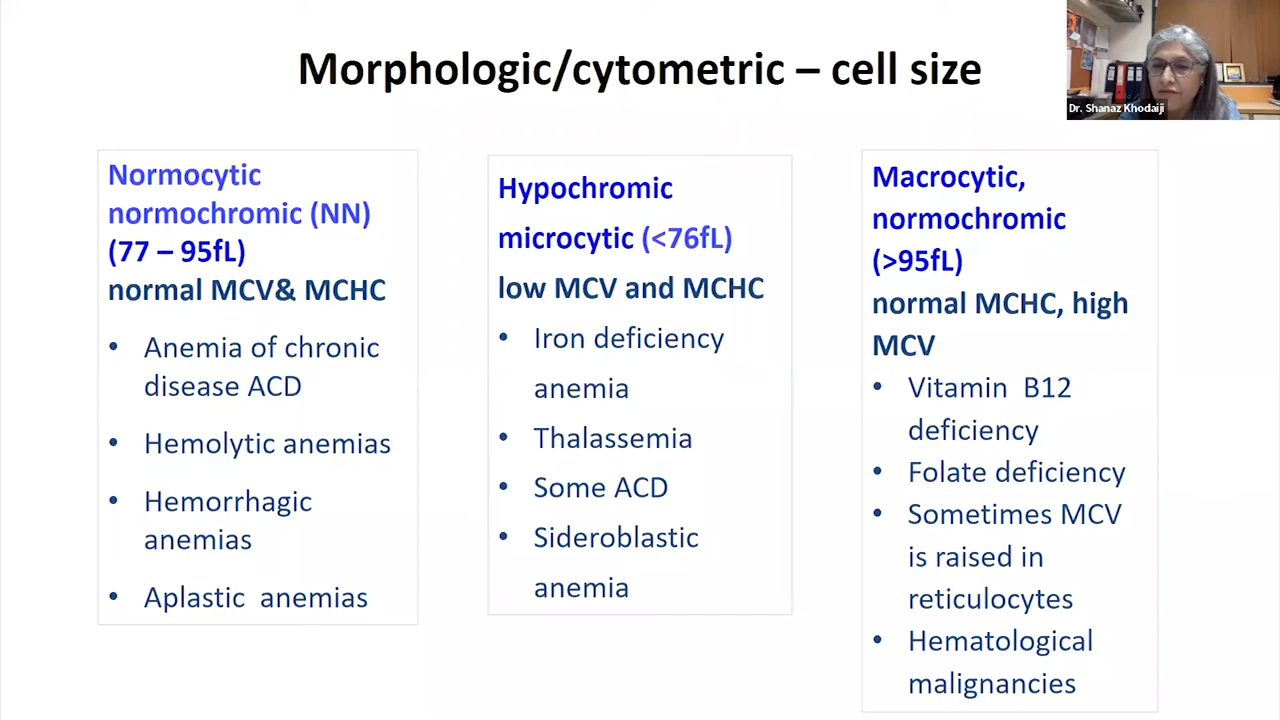 Morphologic/cytometric – cell size
Dr. Shanaz Khodaiji
Normocytic
normochromic (NN)
(77 – 95fL)
normal MCV& MCHC
• Anemia of chronic
disease ACD
• Hemolytic anemias
• Hemorrhagic
anemias
• Aplastic  anemias
Hypochromic
microcytic (<76fL)
low MCV and MCHC
• Iron deficiency
anemia
• Thalassemia
• Some ACD
• Sideroblastic
anemia
Macrocytic,
normochromic
(>95fL)
normal MCHC, high
MCV
• Vitamin  B12
deficiency
• Folate deficiency
• Sometimes MCV
is raised in
reticulocytes
• Hematological
malignancies